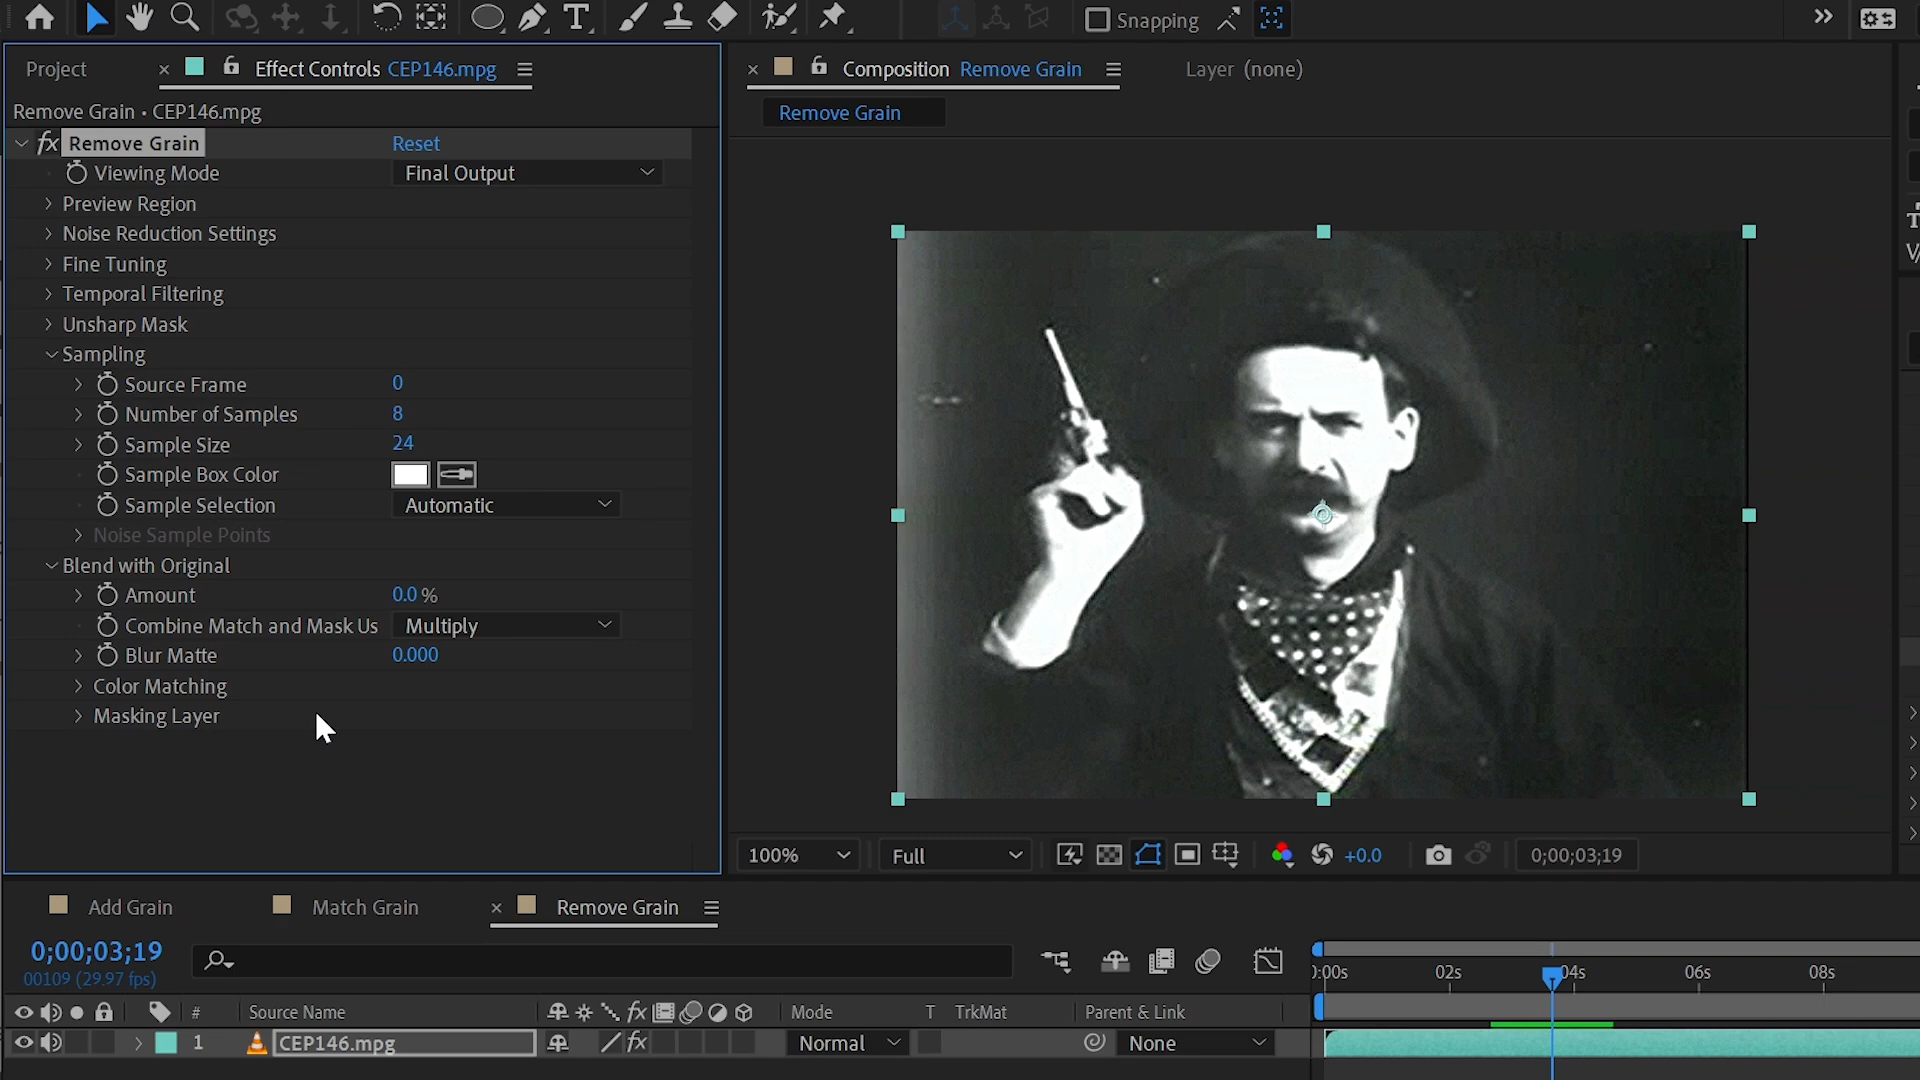 Snapping
Project
Effect Controls CEP146.mpg
Composition Remove Grain
Layer (none)
Remove Grain • CEP146.mpg
Remove Grain
fx Remove Grain
Reset
Viewing Mode
Final Output
Preview Region
Noise Reduction Settings
Fine Tuning
Temporal Filtering
Unsharp Mask
Sampling
Source Frame
0
Number of Samples
8
Sample Size
24
Sample Box Color
Sample Selection
Automatic
Noise Sample Points
Blend with Original
Amount
0.0 %
Combine Match and Mask Us
Multiply
Blur Matte
0.000
Color Matching
Masking Layer
100%
Full
+0.0
0;00;03;19
Add Grain
Match Grain
Remove Grain
0;00;03;19
00109 (29.97 fps)
:00s
02s
04s
06s
08s
#
Source Name
fx
Mode
T
TrkMat
Parent & Link
1
CEP146.mpg
fx
Normal
None